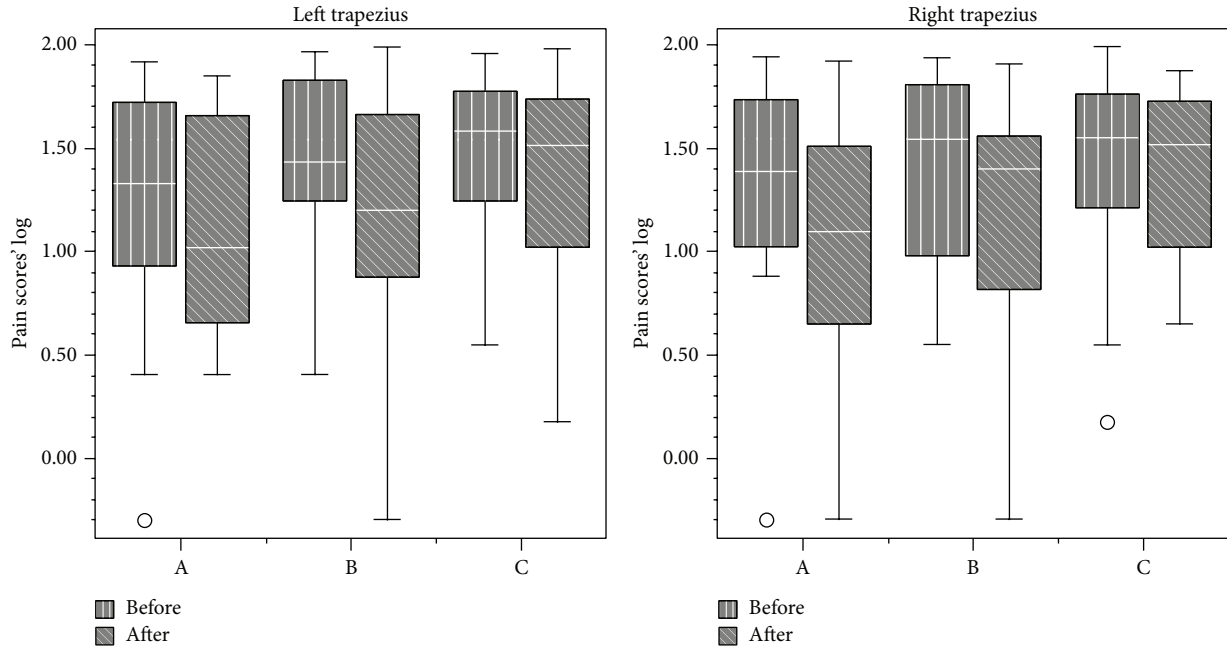 Left trapezius
Pain scores' log
2.00
1.50
1.00
0.50
0.00
A B C
Before
After
Right trapezius
Pain scores' log
2.00
1.50
1.00
0.50
0.00
A B C
Before
After